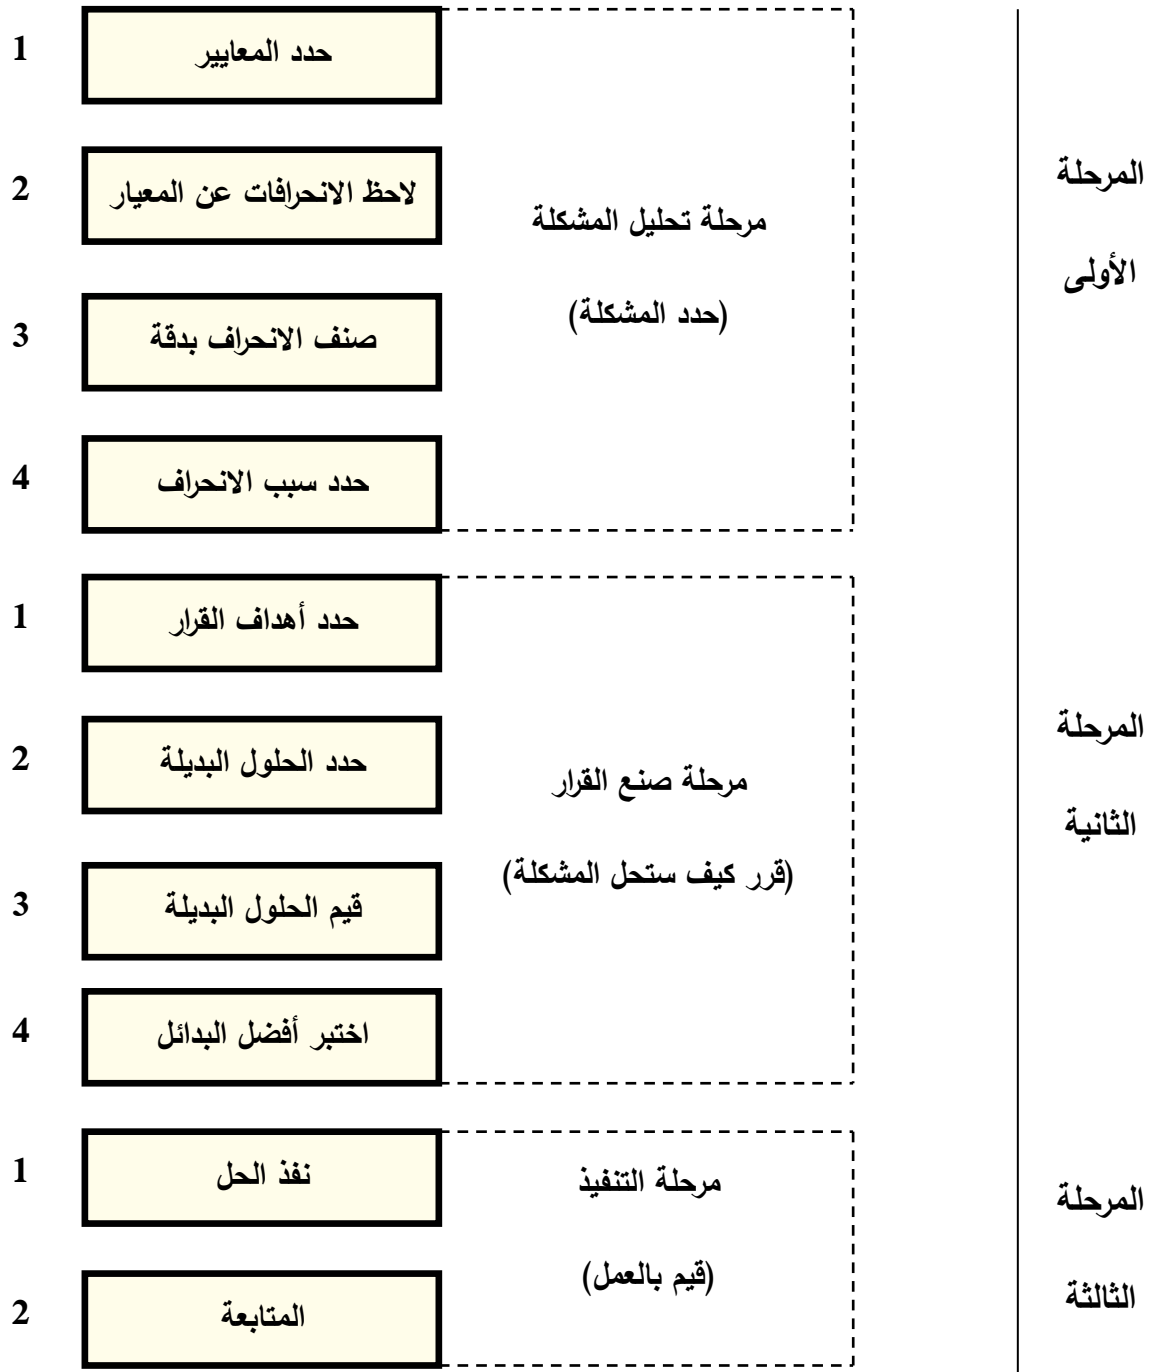 المرحلة
الأولى
مرحلة تحليل المشكلة
(حدد المشكلة)
حدد المعايير 1
لاحظ الانحرافات عن المعيار 2
صنف الانحراف بدقة 3
حدد سبب الانحراف 4
المرحلة
الثانية
مرحلة صنع القرار
(قرر كيف ستحل المشكلة)
حدد أهداف القرار 1
حدد الحلول البديلة 2
قيم الحلول البديلة 3
اختبر أفضل البدائل 4
المرحلة
الثالثة
مرحلة التنفيذ
(قيم بالعمل)
نفذ الحل 1
المتابعة 2